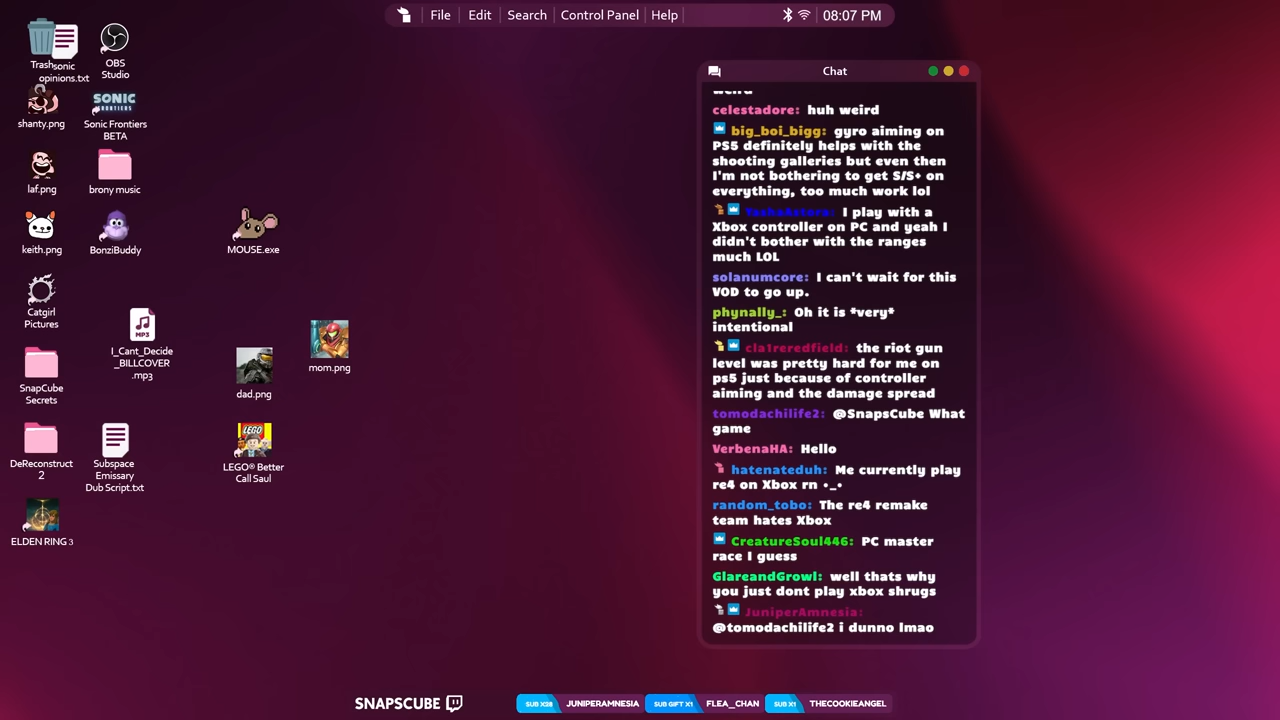 File Edit Search Control Panel Help 08:07 PM
Trash
sonic opinions.txt
OBS Studio
shanty.png
SONIC FRONTIERS
Sonic Frontiers BETA
laf.png
brony music
keith.png
BonziBuddy
MOUSE.exe
Catgirl Pictures
MP3
I_Cant_Decide
_BILLCOVER
.mp3
mom.png
dad.png
SnapCube Secrets
DeReconstruct 2
Subspace Emissary Dub Script.txt
LEGO
LEGO® Better Call Saul
ELDEN RING 3
Chat
weird
celestadore: huh weird
big_boi_bigg: gyro aiming on
PS5 definitely helps with the
shooting galleries but even then
I'm not bothering to get S/S+ on
everything, too much work lol
I play with a
Xbox controller on PC and yeah I
didn't bother with the ranges
much LOL
solanumcore: I can't wait for this
VOD to go up.
phynally_: Oh it is *very*
intentional
cla1reredfield: the riot gun
level was pretty hard for me on
ps5 just because of controller
aiming and the damage spread
tomodachilife2: @SnapsCube What
game
VerbenaHA: Hello
hatenateduh: Me currently play
re4 on Xbox rn •_•
random_tobo: The re4 remake
team hates Xbox
CreatureSoul446: PC master
race I guess
GlareandGrowl: well thats why
you just dont play xbox shrugs
JuniperAmnesia:
@tomodachilife2 i dunno lmao
SNAPSCUBE
SUB X28 JUNIPERAMNESIA SUB GIFT X1 FLEA_CHAN SUB X1 THECOOKIEANGEL